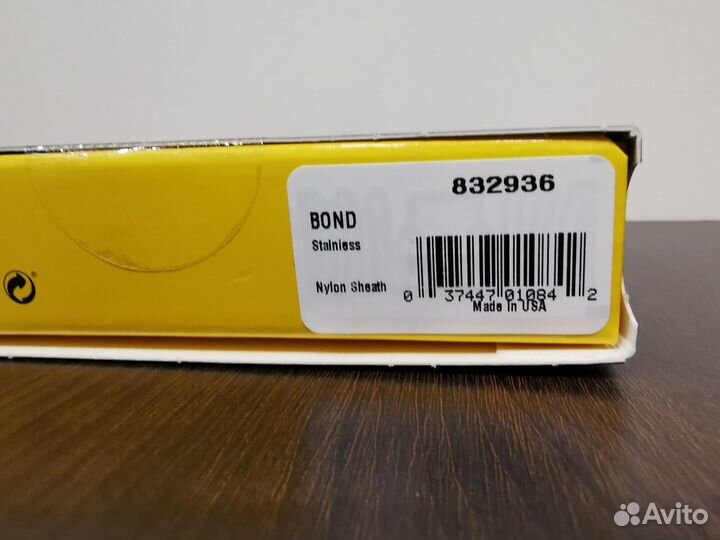 832936
BOND
Stainless
Nylon Sheath
0 37447 01084 2
Made In USA
®
Avito